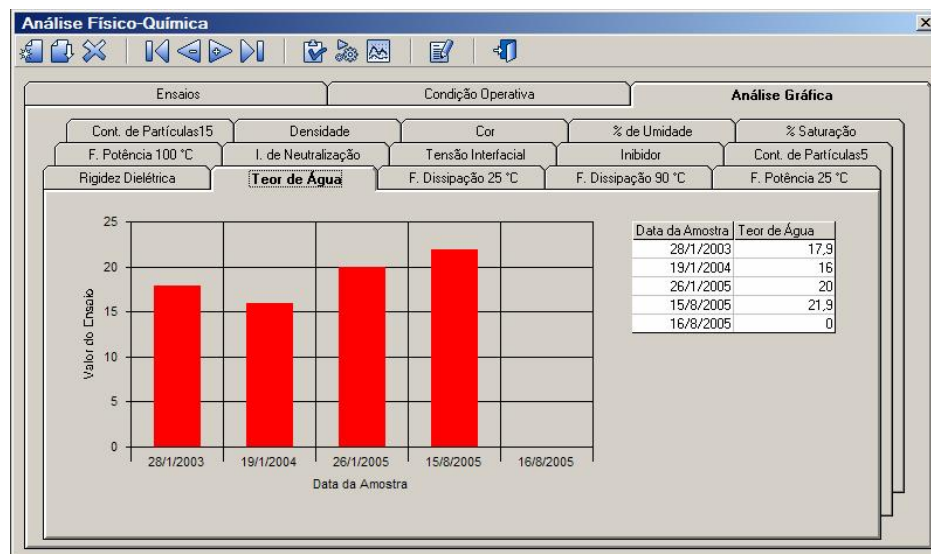 Análise Físico-Química
Ensaios Condição Operativa Análise Gráfica
Cont. de Partículas15 Densidade Cor % de Umidade % Saturação
F. Potência 100 °C I. de Neutralização Tensão Interfacial Inibidor Cont. de Partículas5
Rigidez Dielétrica Teor de Água F. Dissipação 25 °C F. Dissipação 90 °C F. Potência 25 °C
25
20
15
10
5
0
Valor do Ensaio
28/1/2003 19/1/2004 26/1/2005 15/8/2005 16/8/2005
Data da Amostra
Data da Amostra Teor de Água
28/1/2003 17,9
19/1/2004 16
26/1/2005 20
15/8/2005 21,9
16/8/2005 0